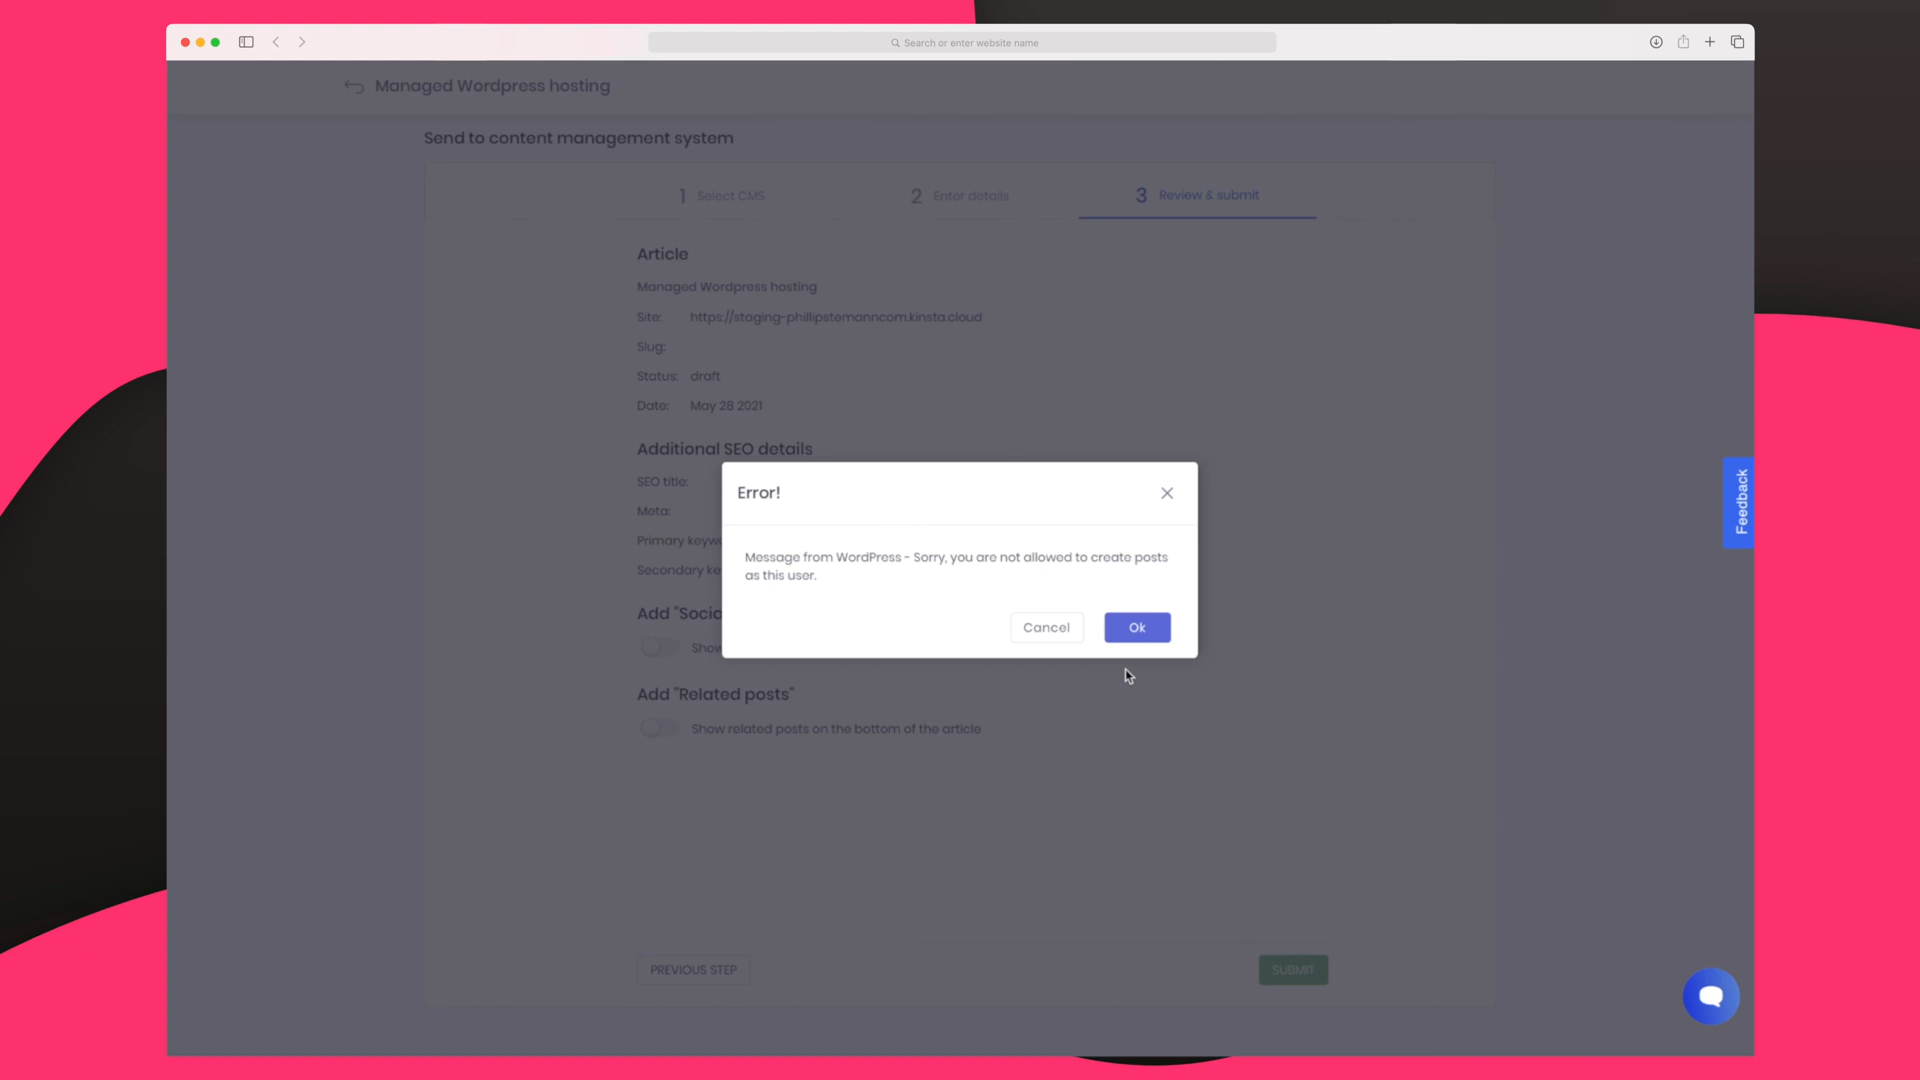 Search or enter website name
Managed Wordpress hosting
Send to content management system
1 Select CMS
2 Enter details
3 Review & submit
Article
Managed Wordpress hosting
Site: https://staging-phillipstemanncom.kinsta.cloud
Slug:
Status: draft
Date: May 28 2021
Additional SEO details
SEO title:
Meta:
Primary keywo
Secondary ke
Add "Socia
Show
Add "Related posts"
Show related posts on the bottom of the article
PREVIOUS STEP
SUBMIT
Error!
Message from WordPress - Sorry, you are not allowed to create posts
as this user.
Cancel
Ok
Feedback